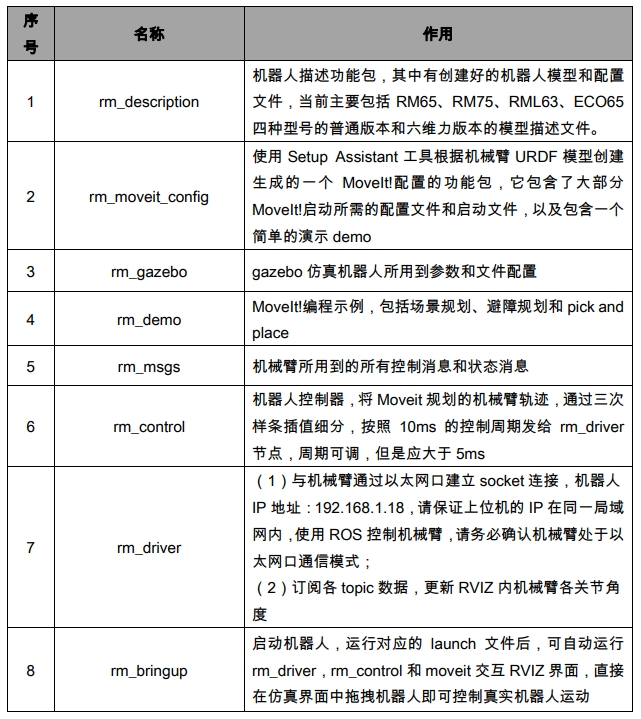 序
号
名称
作用
1
rm_description
机器人描述功能包，其中有创建好的机器人模型和配置
文件，当前主要包括 RM65、RM75、RML63、ECO65
四种型号的普通版本和六维力版本的模型描述文件。
2
rm_moveit_config
使用 Setup Assistant 工具根据机械臂 URDF 模型创建
生成的一个 MoveIt!配置的功能包，它包含了大部分
MoveIt!启动所需的配置文件和启动文件，以及包含一个
简单的演示 demo
3
rm_gazebo
gazebo 仿真机器人所用到参数和文件配置
4
rm_demo
MoveIt!编程示例，包括场景规划、避障规划和 pick and
place
5
rm_msgs
机械臂所用到的所有控制消息和状态消息
6
rm_control
机器人控制器，将 Moveit 规划的机械臂轨迹，通过三次
样条插值细分，按照 10ms 的控制周期发给 rm_driver
节点，周期可调，但是应大于 5ms
7
rm_driver
（1）与机械臂通过以太网口建立 socket 连接，机器人
IP 地址：192.168.1.18，请保证上位机的 IP 在同一局域
网内，使用 ROS 控制机械臂，请务必确认机械臂处于以
太网口通信模式；
（2）订阅各 topic 数据，更新 RVIZ 内机械臂各关节角
度
8
rm_bringup
启动机器人，运行对应的 launch 文件后，可自动运行
rm_driver，rm_control 和 moveit 交互 RVIZ 界面，直接
在仿真界面中拖拽机器人即可控制真实机器人运动